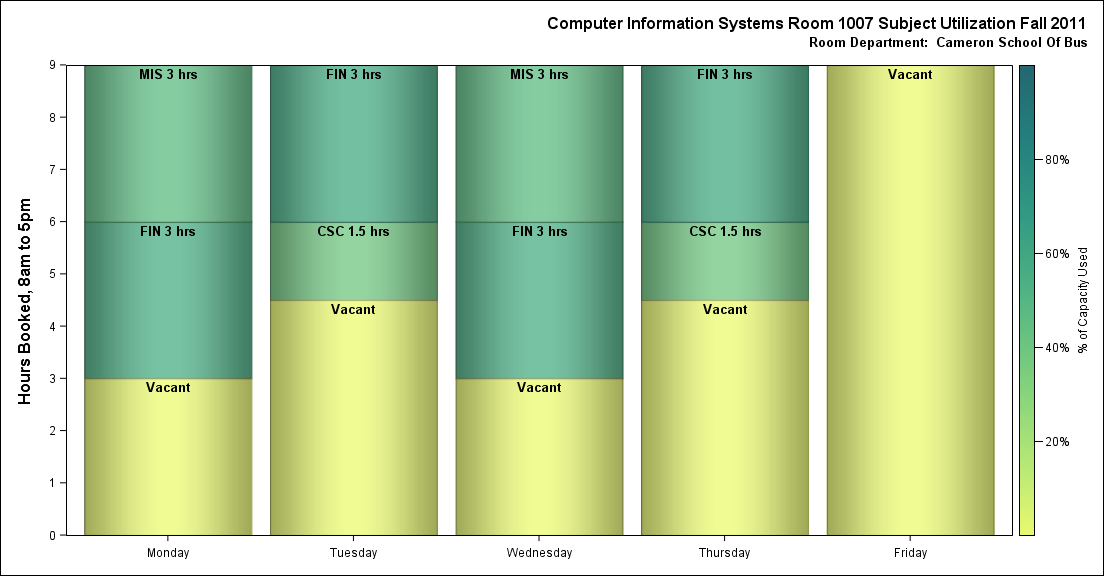 Computer Information Systems Room 1007 Subject Utilization Fall 2011
Room Department:  Cameron School Of Bus
Hours Booked, 8am to 5pm
9
8
7
6
5
4
3
2
1
0
MIS 3 hrs
FIN 3 hrs
Vacant
FIN 3 hrs
CSC 1.5 hrs
Vacant
MIS 3 hrs
FIN 3 hrs
Vacant
FIN 3 hrs
CSC 1.5 hrs
Vacant
Vacant
Monday
Tuesday
Wednesday
Thursday
Friday
80%
60%
40%
20%
% of Capacity Used